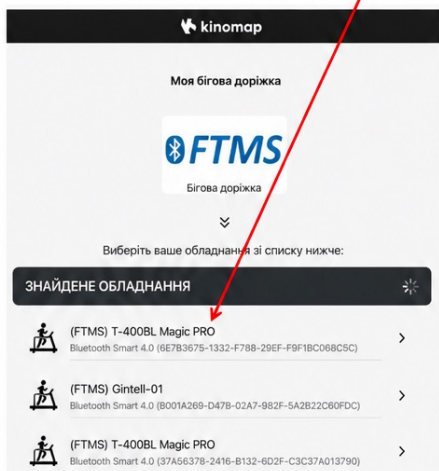 kinomap
Моя бігова доріжка
FTMS
Бігова доріжка
Виберіть ваше обладнання зі списку нижче:
ЗНАЙДЕНЕ ОБЛАДНАННЯ
(FTMS) T-400BL Magic PRO
Bluetooth Smart 4.0 (6E7B3675-1332-F788-29EF-F9F1BC068C5C)
(FTMS) Gintell-01
Bluetooth Smart 4.0 (B001A269-D47B-02A7-982F-5A2B22C60FDC)
(FTMS) T-400BL Magic PRO
Bluetooth Smart 4.0 (37A56378-2416-B132-6D2F-C3C37A013790)